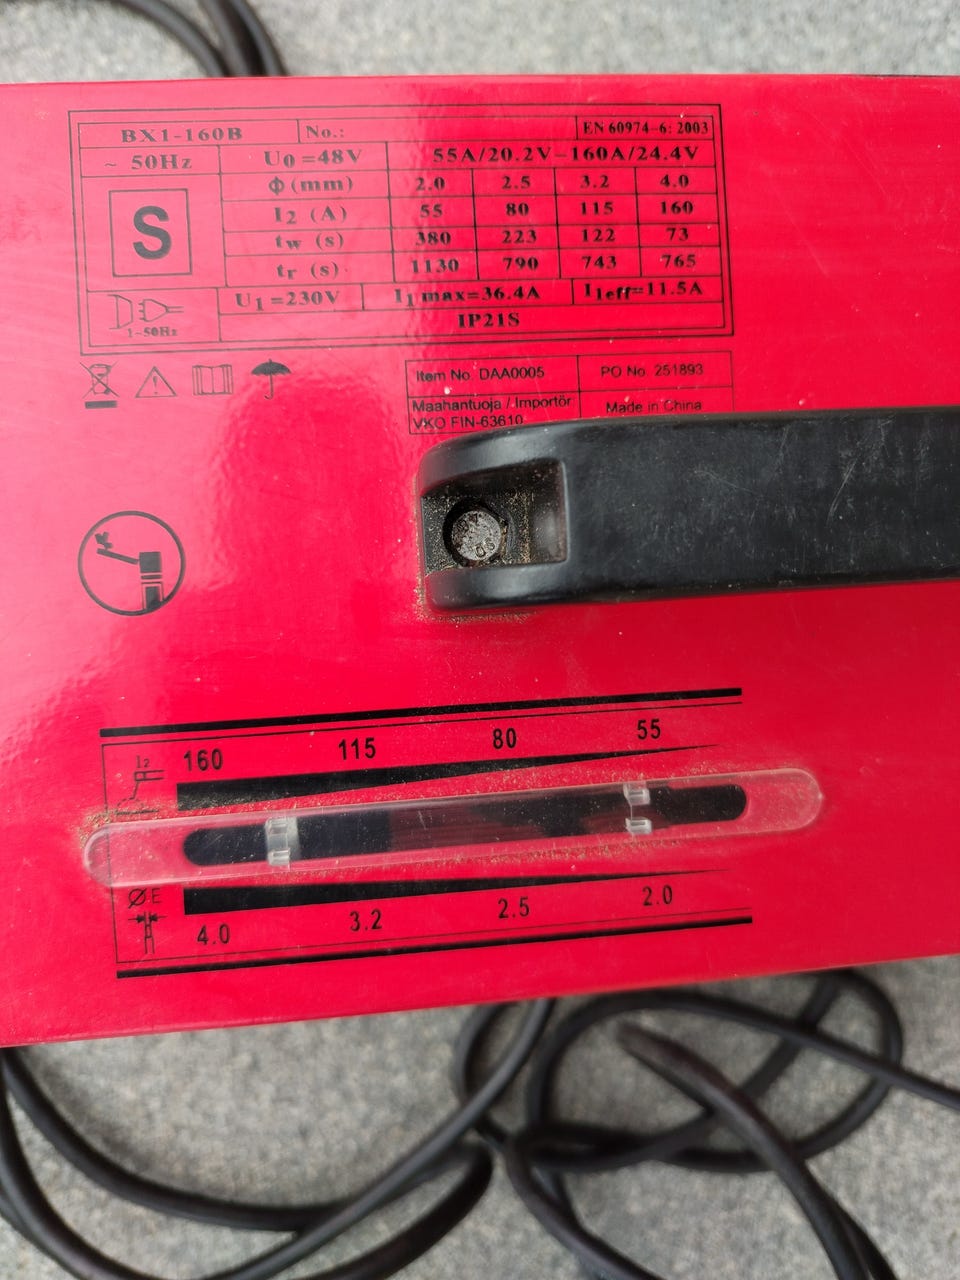 BX1-160B No.: EN 60974-6: 2003
~ 50Hz U0=48V 55A/20.2V-160A/24.4V
S
Φ(mm) 2.0 2.5 3.2 4.0
I2 (A) 55 80 115 160
tw (s) 380 223 122 73
tr (s) 1130 790 743 765
1~50Hz
U1=230V I1max=36.4A I1eff=11.5A
IP21S
Item No. DAA0005 PO No. 251893
Maahantuoja / Importör Made in China
VKO FIN-63610
I2 160 115 80 55
ØE 4.0 3.2 2.5 2.0